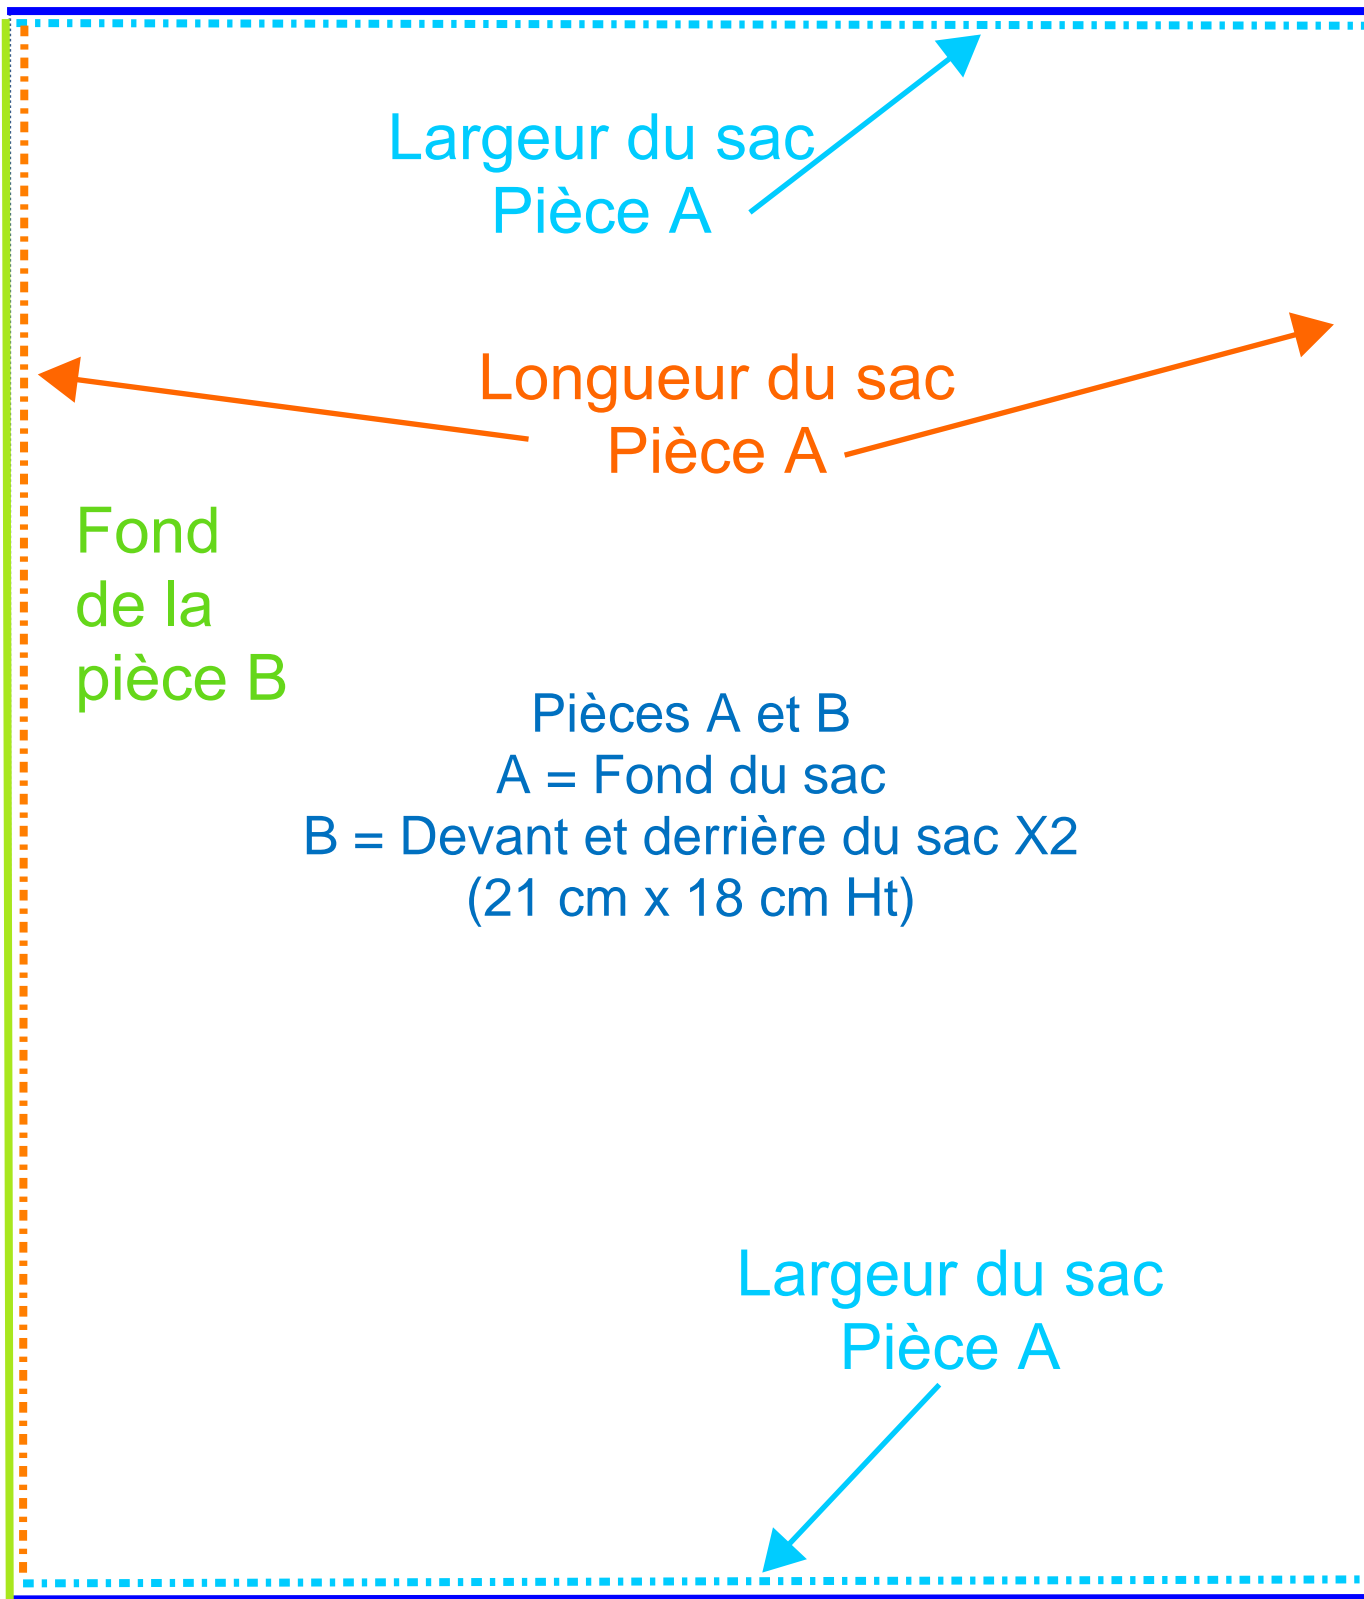 Largeur du sac
Pièce A
Longueur du sac
Pièce A
Fond
de la
pièce B
Pièces A et B
A = Fond du sac
B = Devant et derrière du sac X2
(21 cm x 18 cm Ht)
Largeur du sac
Pièce A